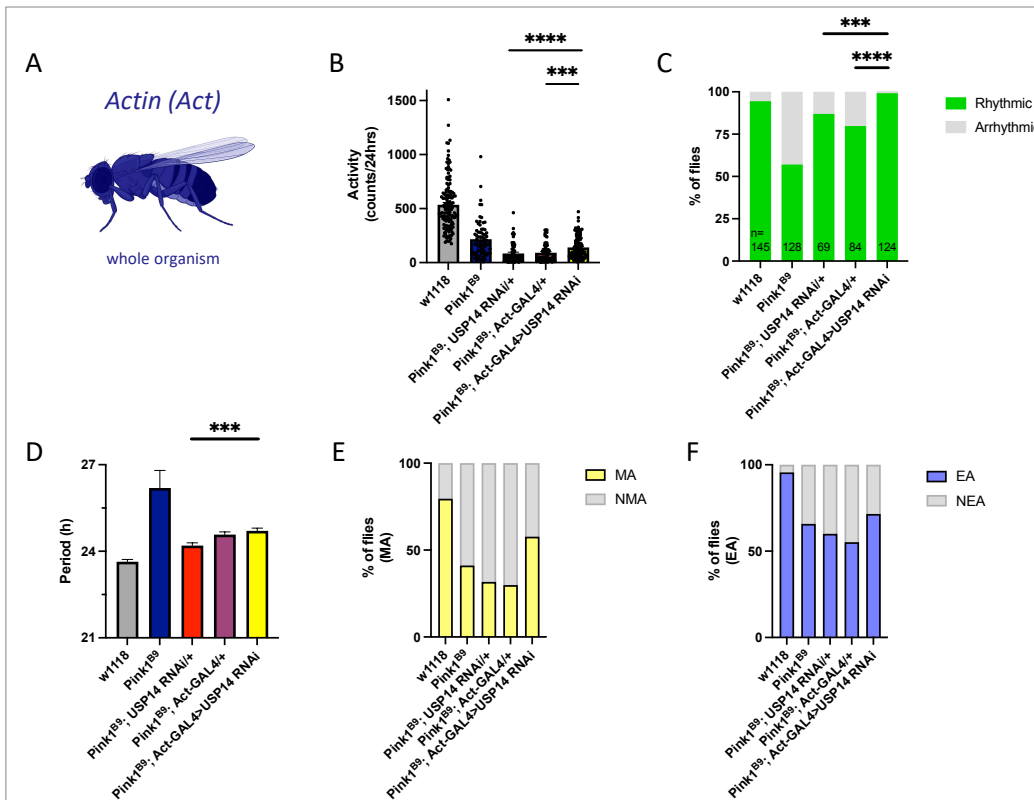 A
Actin (Act)
whole organism
B
****
***
Activity
(counts/24hrs)
1500
1000
500
0
w1118
Pink1B9
Pink1B9; USP14 RNAi/+
Pink1B9; Act-GAL4/+
Pink1B9; Act-GAL4>USP14 RNAi
C
***
****
% of flies
100
75
50
25
0
n=
145
128
69
84
124
Rhythmic
Arrhythmic
w1118
Pink1B9
Pink1B9; USP14 RNAi/+
Pink1B9; Act-GAL4/+
Pink1B9; Act-GAL4>USP14 RNAi
D
***
Period (h)
27
24
21
w1118
Pink1B9
Pink1B9; USP14 RNAi/+
Pink1B9; Act-GAL4/+
Pink1B9; Act-GAL4>USP14 RNAi
E
% of flies
(MA)
100
50
0
MA
NMA
w1118
Pink1B9
Pink1B9; USP14 RNAi/+
Pink1B9; Act-GAL4/+
Pink1B9; Act-GAL4>USP14 RNAi
F
% of flies
(EA)
100
50
0
EA
NEA
w1118
Pink1B9
Pink1B9; USP14 RNAi/+
Pink1B9; Act-GAL4/+
Pink1B9; Act-GAL4>USP14 RNAi